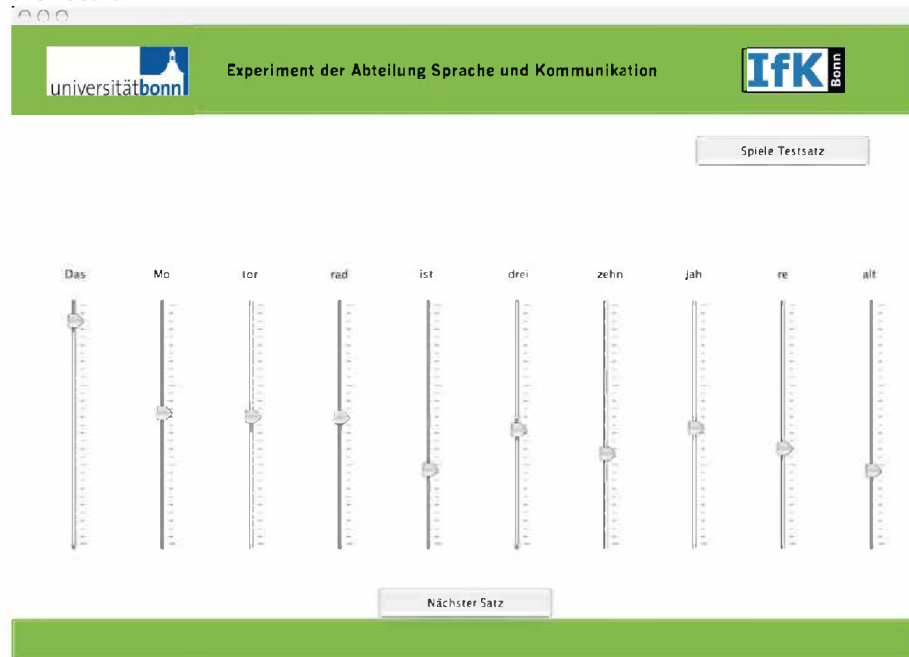 universitätbonn
Experiment der Abteilung Sprache und Kommunikation
IfK Bonn
Spiele Testsatz
Das Mo tor rad ist drei zehn Jah re alt
Nächster Satz